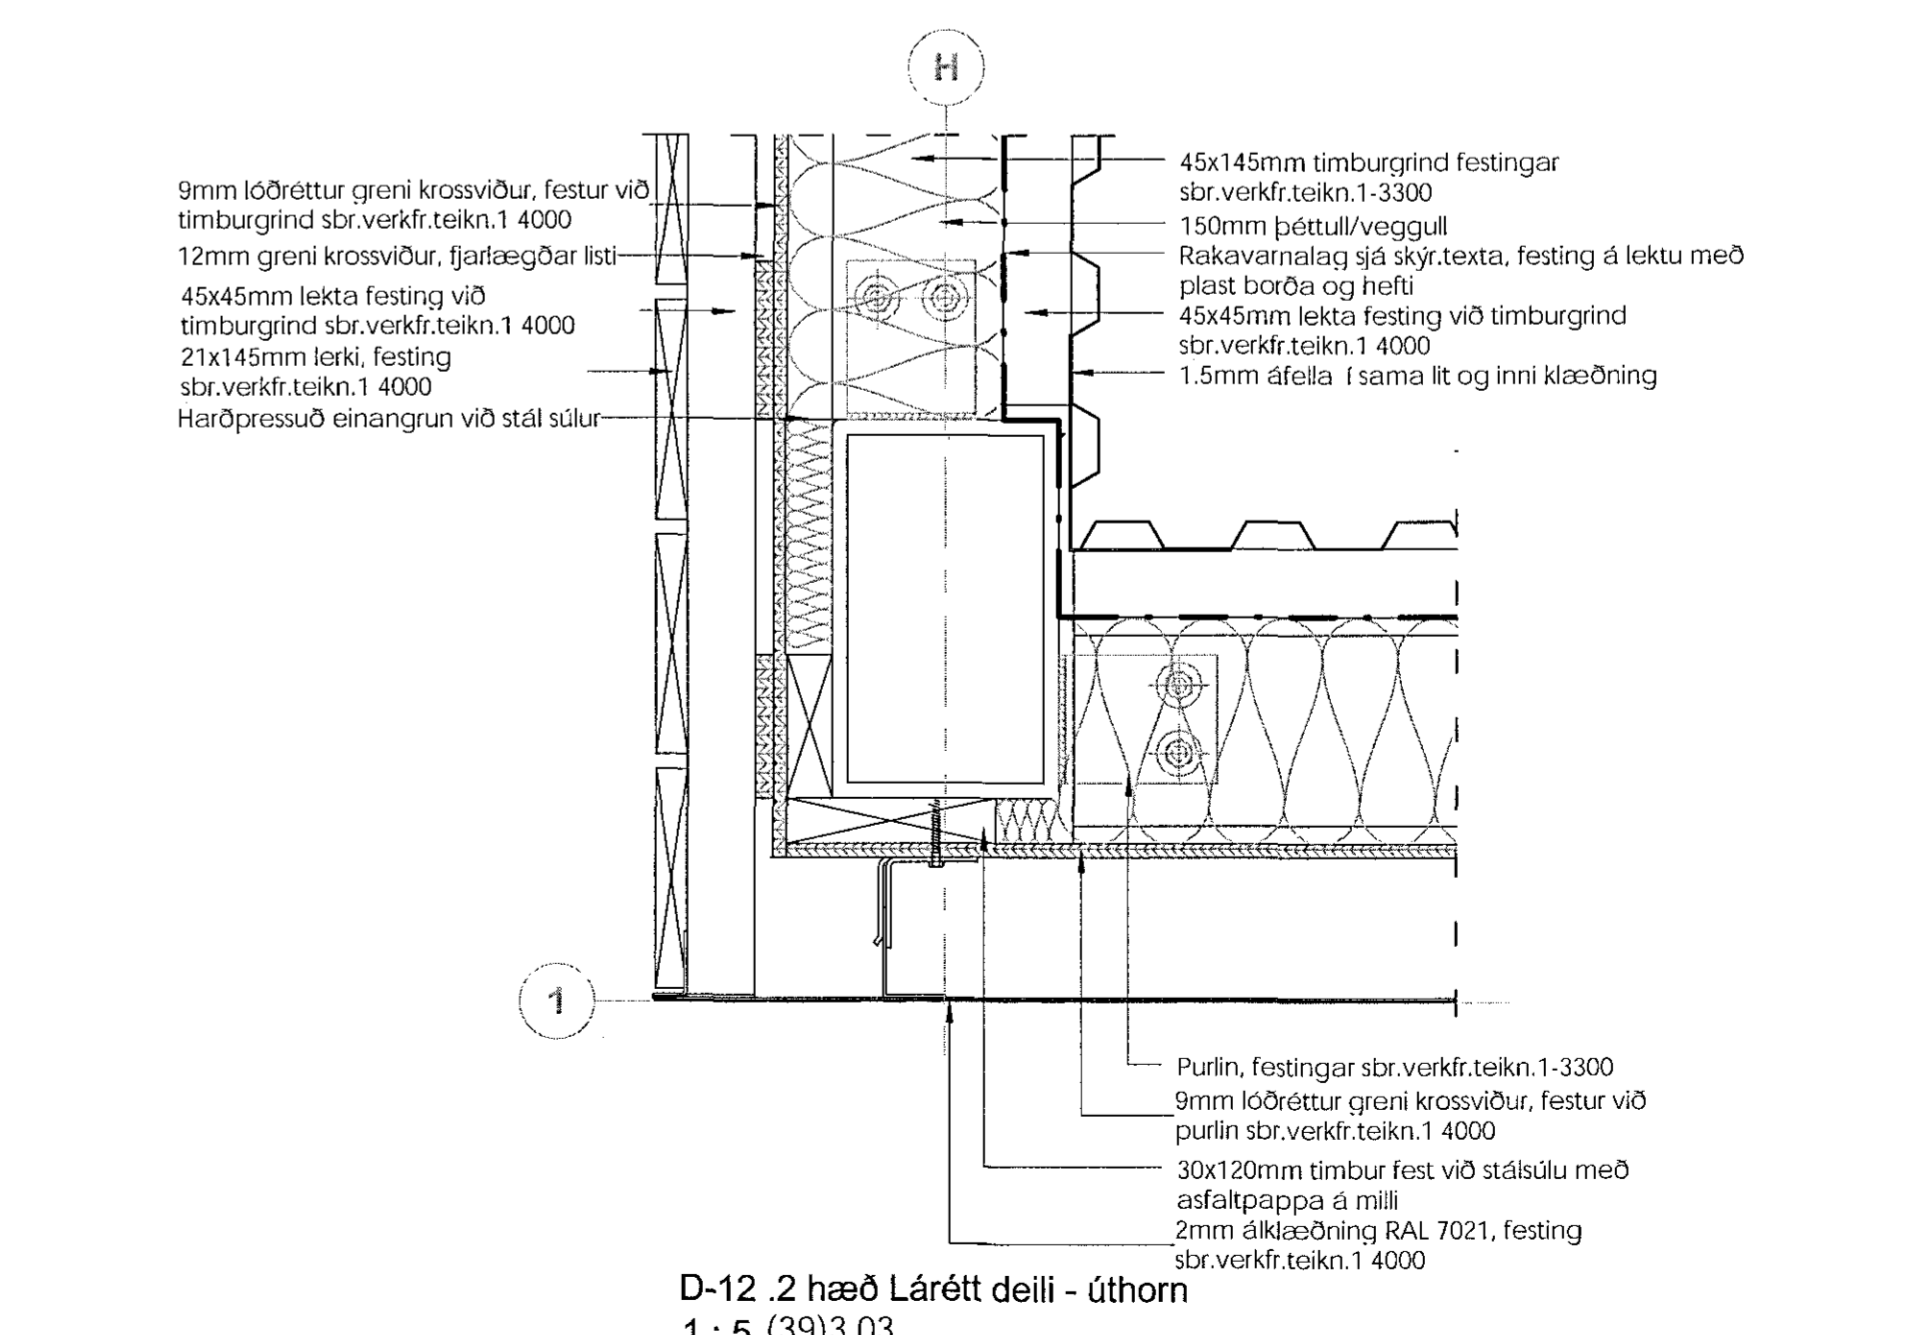 H
9mm lóðréttur greni krossviður, festur við
timburgrind sbr.verkfr.teikn.1 4000
12mm greni krossviður, fjarlægðar listi
45x45mm lekta festing við
timburgrind sbr.verkfr.teikn.1 4000
21x145mm lerki, festing
sbr.verkfr.teikn.1 4000
Harðpressuð einangrun við stál súlur
45x145mm timburgrind festingar
sbr.verkfr.teikn.1-3300
150mm þéttull/veggull
Rakavarnalag sjá skýr.texta, festing á lektu með
plast borða og hefti
45x45mm lekta festing við timburgrind
sbr.verkfr.teikn.1 4000
1.5mm áfella í sama lit og inni klæðning
1
Purlin, festingar sbr.verkfr.teikn.1-3300
9mm lóðréttur greni krossviður, festur við
purlin sbr.verkfr.teikn.1 4000
30x120mm timbur fest við stálsúlu með
asfaltpappa á milli
2mm álklæðning RAL 7021, festing
sbr.verkfr.teikn.1 4000
D-12 .2 hæð Lárétt deili - úthorn
1 : 5 (39)3.03